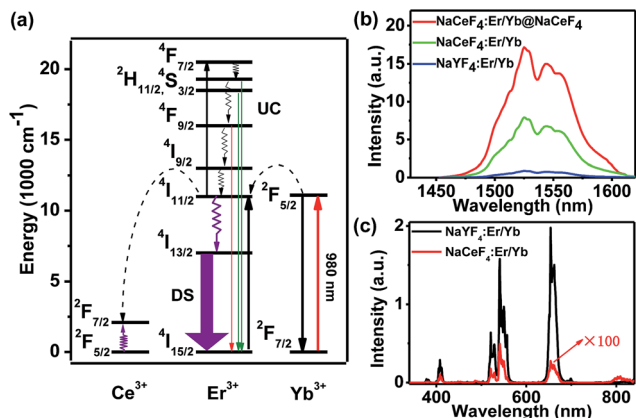 (a)
Energy (1000 cm⁻¹)
20
15
10
5
0
⁴F₇/₂
²H₁₁/₂, ⁴S₃/₂
⁴F₉/₂
⁴I₉/₂
⁴I₁₁/₂
⁴I₁₃/₂
⁴I₁₅/₂
UC
DS
²F₇/₂
²F₅/₂
²F₅/₂
²F₇/₂
980 nm
Ce³⁺ Er³⁺ Yb³⁺
(b)
Intensity (a.u.)
20
15
10
5
0
NaCeF₄:Er/Yb@NaCeF₄
NaCeF₄:Er/Yb
NaYF₄:Er/Yb
1450 1500 1550 1600
Wavelength (nm)
(c)
Intensity (a.u.)
2
1
0
NaYF₄:Er/Yb
NaCeF₄:Er/Yb
×100
400 600 800
Wavelength (nm)